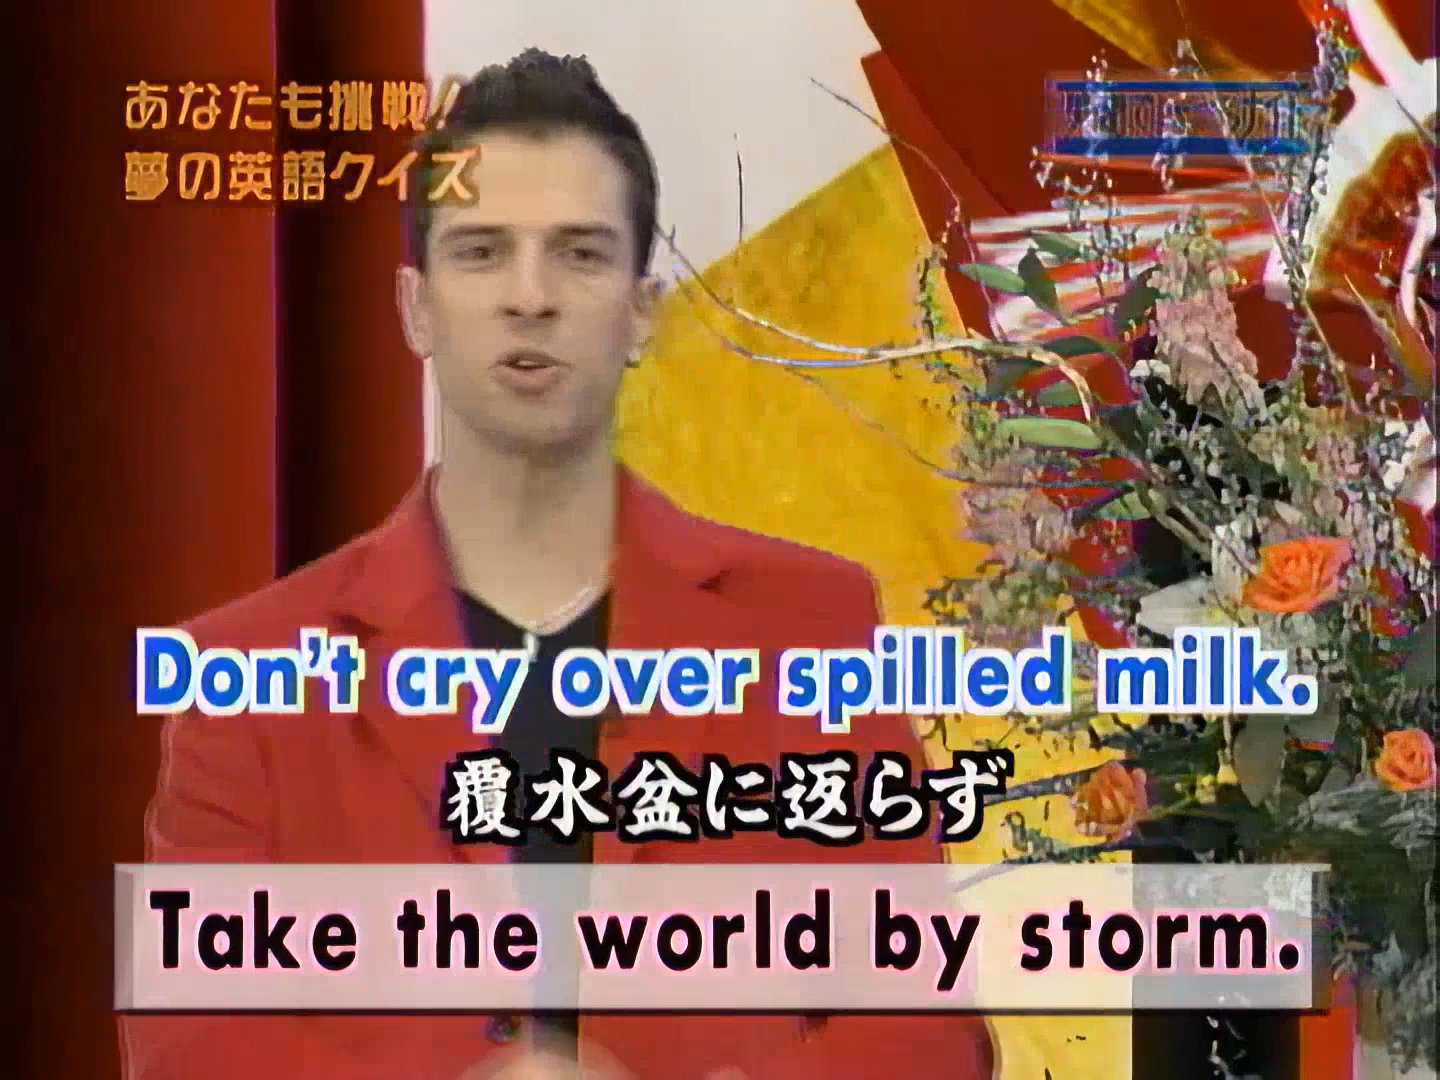 あなたも挑戦!
夢の英語クイズ
Don't cry over spilled milk.
覆水盆に返らず
Take the world by storm.